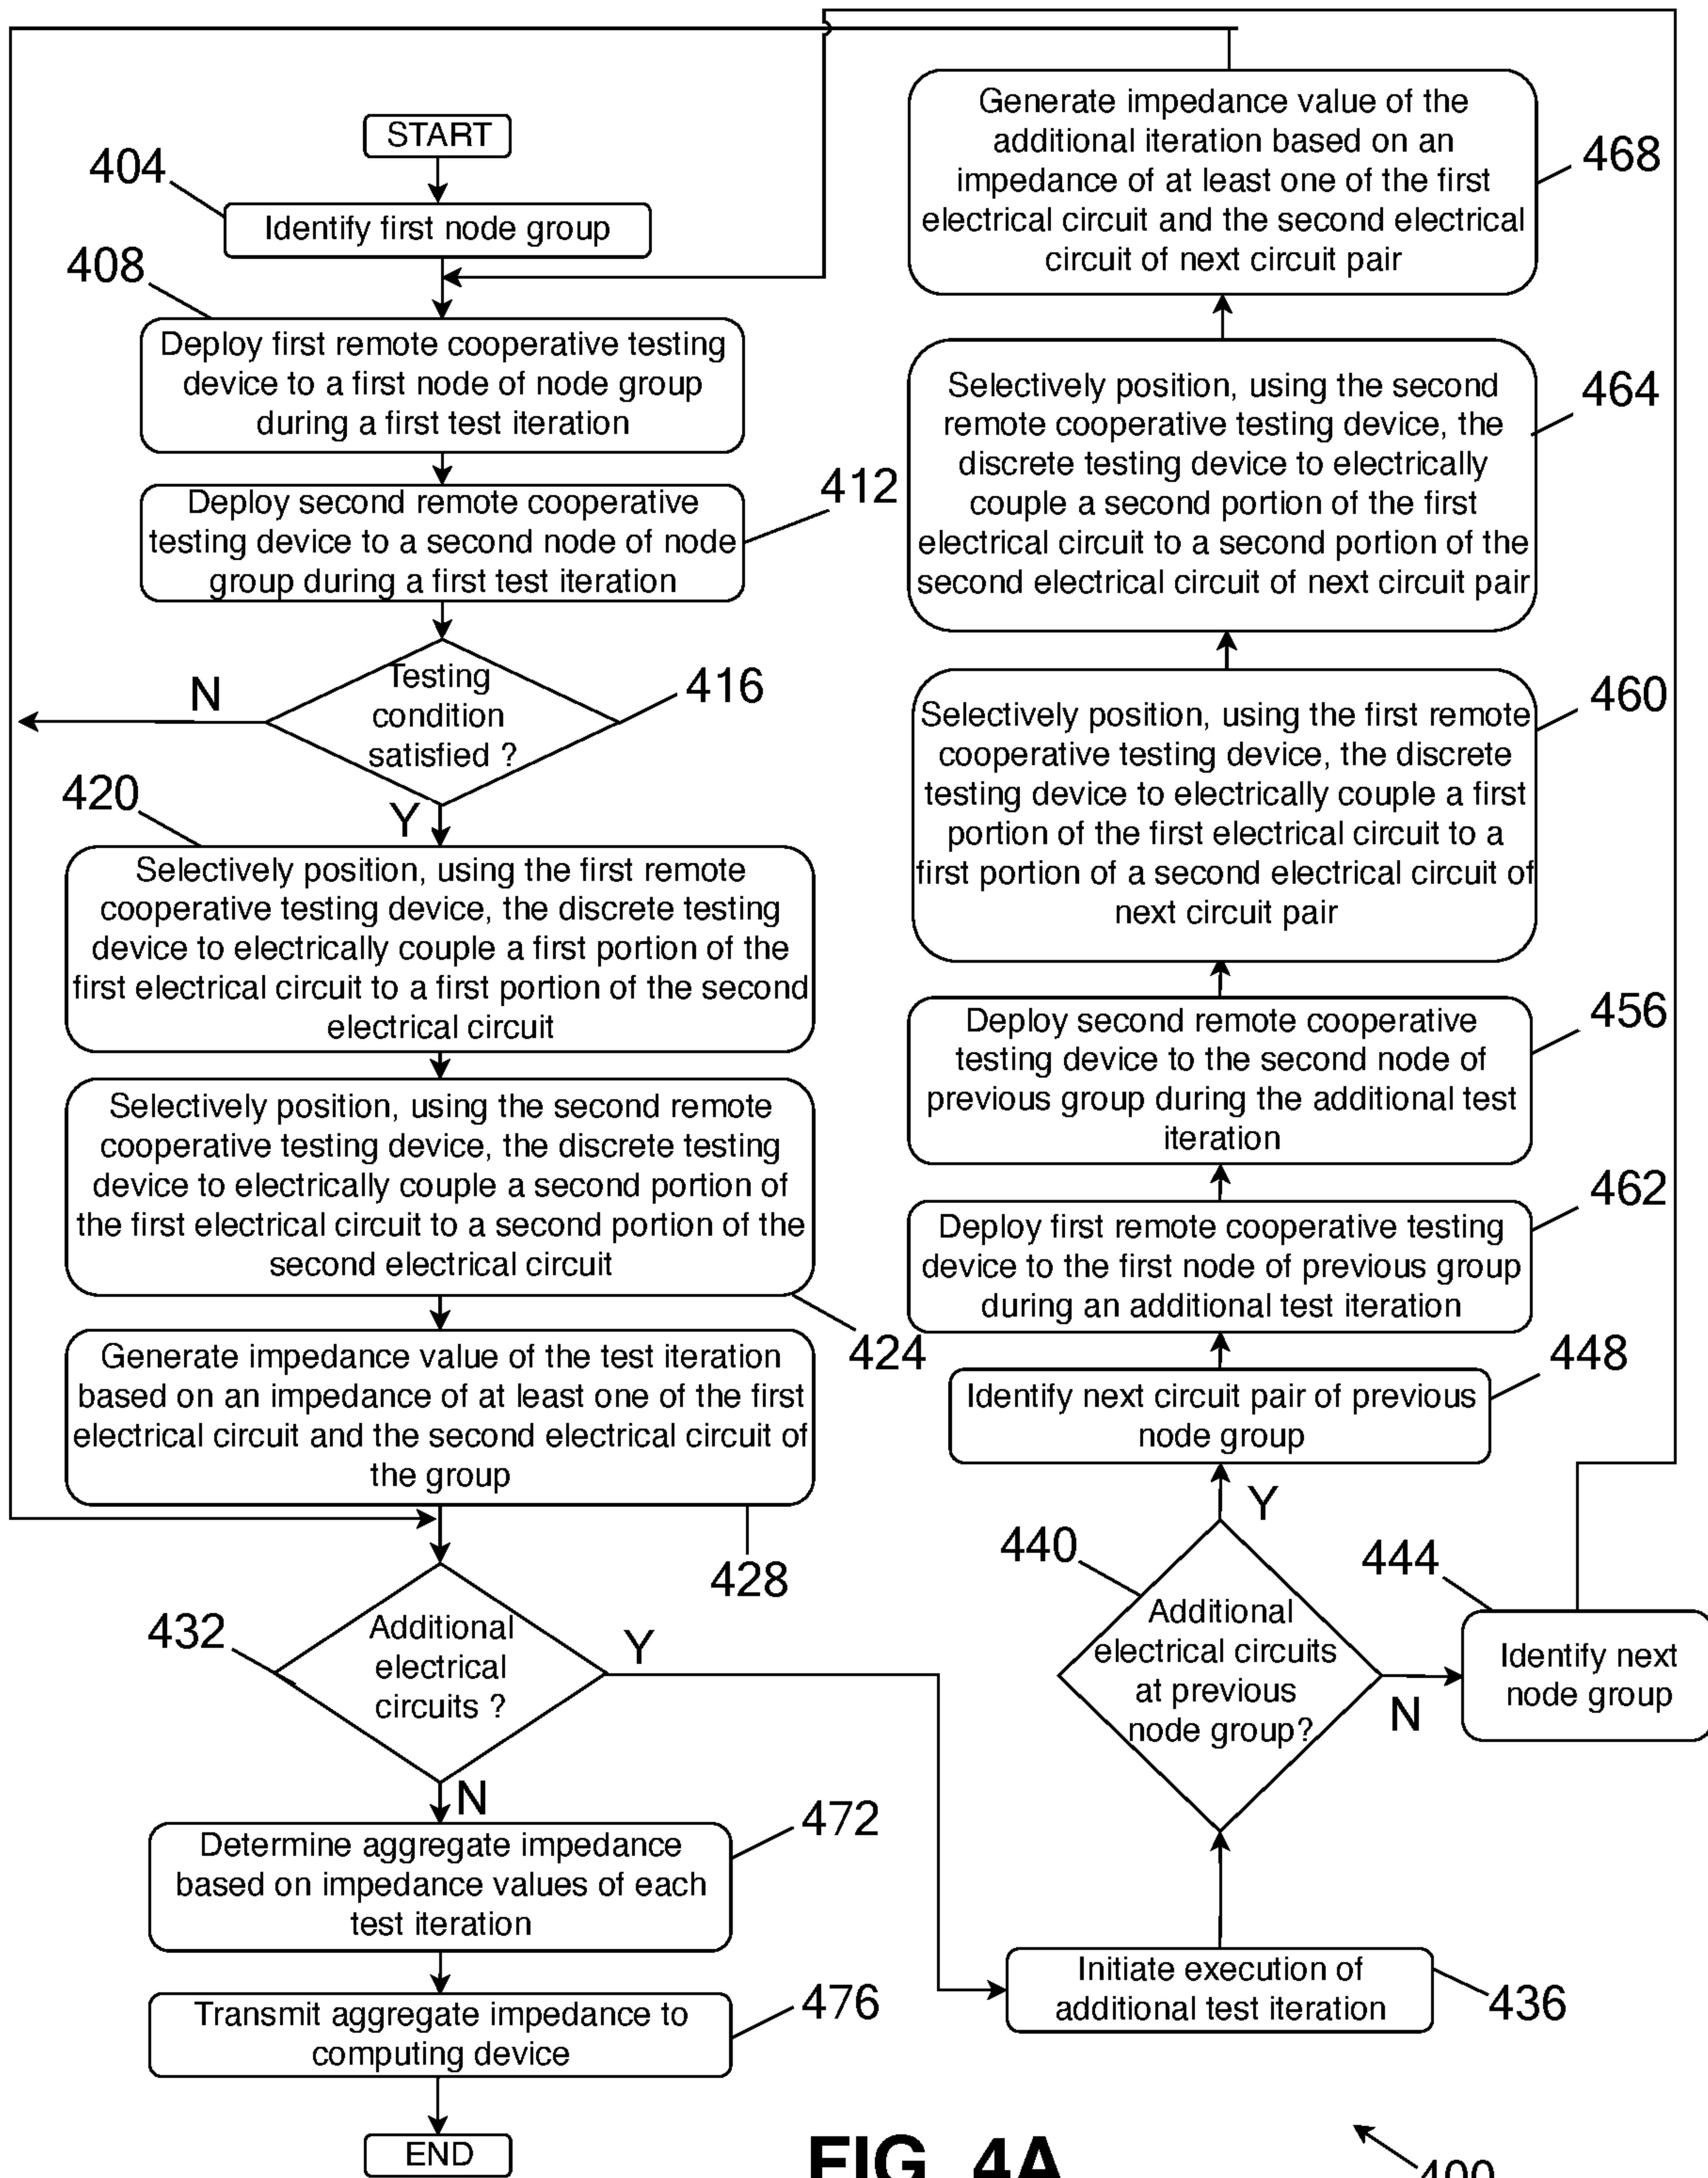 START
404
Identify first node group
408
Deploy first remote cooperative testing
device to a first node of node group
during a first test iteration
412
Deploy second remote cooperative
testing device to a second node of node
group during a first test iteration
416
Testing
condition
satisfied ?
N
Y
420
Selectively position, using the first remote
cooperative testing device, the discrete testing
device to electrically couple a first portion of the
first electrical circuit to a first portion of the second
electrical circuit
Selectively position, using the second remote
cooperative testing device, the discrete testing
device to electrically couple a second portion of
the first electrical circuit to a second portion of the
second electrical circuit
424
Generate impedance value of the test iteration
based on an impedance of at least one of the first
electrical circuit and the second electrical circuit of
the group
428
432
Additional
electrical
circuits ?
Y
N
472
Determine aggregate impedance
based on impedance values of each
test iteration
476
Transmit aggregate impedance to
computing device
END
Generate impedance value of the
additional iteration based on an
impedance of at least one of the first
electrical circuit and the second electrical
circuit of next circuit pair
468
Selectively position, using the second
remote cooperative testing device, the
discrete testing device to electrically
couple a second portion of the first
electrical circuit to a second portion of the
second electrical circuit of next circuit pair
464
Selectively position, using the first remote
cooperative testing device, the discrete
testing device to electrically couple a first
portion of the first electrical circuit to a
first portion of a second electrical circuit of
next circuit pair
460
Deploy second remote cooperative
testing device to the second node of
previous group during the additional test
iteration
456
Deploy first remote cooperative testing
device to the first node of previous group
during an additional test iteration
462
Identify next circuit pair of previous
node group
448
Y
440
Additional
electrical circuits
at previous
node group?
N
444
Identify next
node group
Initiate execution of
additional test iteration
436
FIG. 4A
400